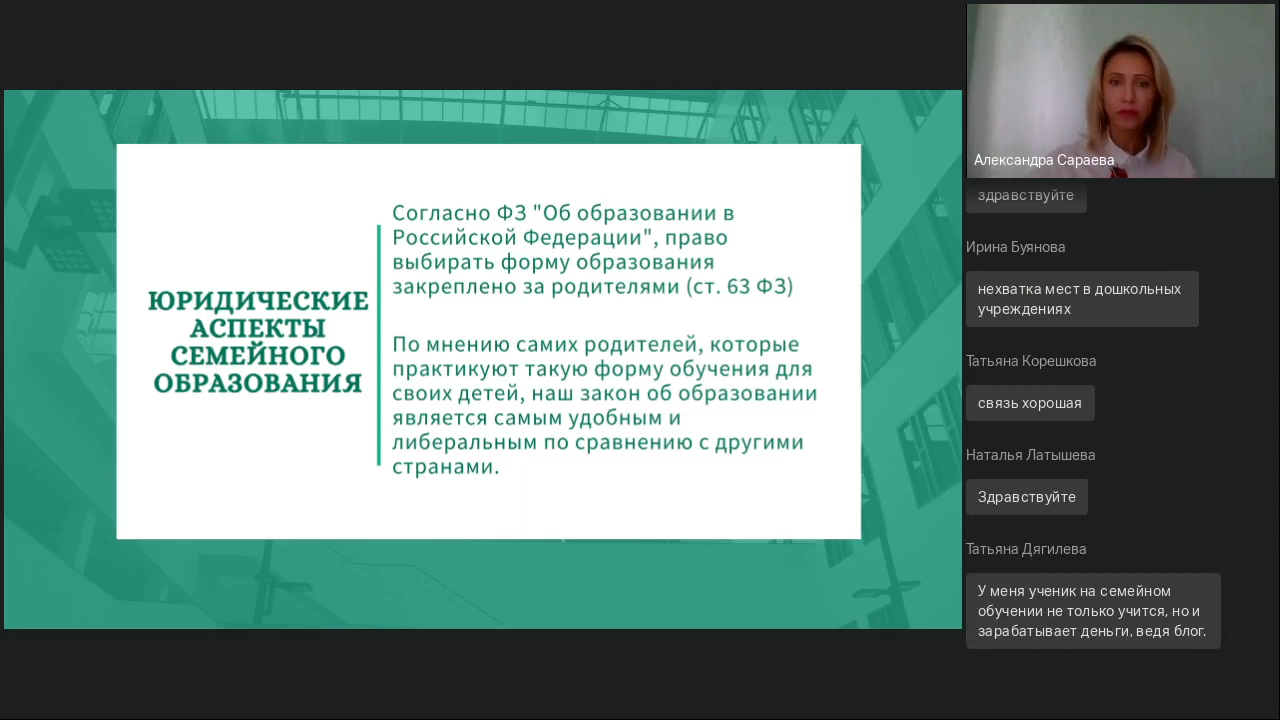 ЮРИДИЧЕСКИЕ
АСПЕКТЫ
СЕМЕЙНОГО
ОБРАЗОВАНИЯ
Согласно ФЗ "Об образовании в
Российской Федерации", право
выбирать форму образования
закреплено за родителями (ст. 63 ФЗ)
По мнению самих родителей, которые
практикуют такую форму обучения для
своих детей, наш закон об образовании
является самым удобным и
либеральным по сравнению с другими
странами.
Александра Сараева
здравствуйте
Ирина Буянова
нехватка мест в дошкольных
учреждениях
Татьяна Корешкова
связь хорошая
Наталья Латышева
Здравствуйте
Татьяна Дягилева
У меня ученик на семейном
обучении не только учится, но и
зарабатывает деньги, ведя блог.